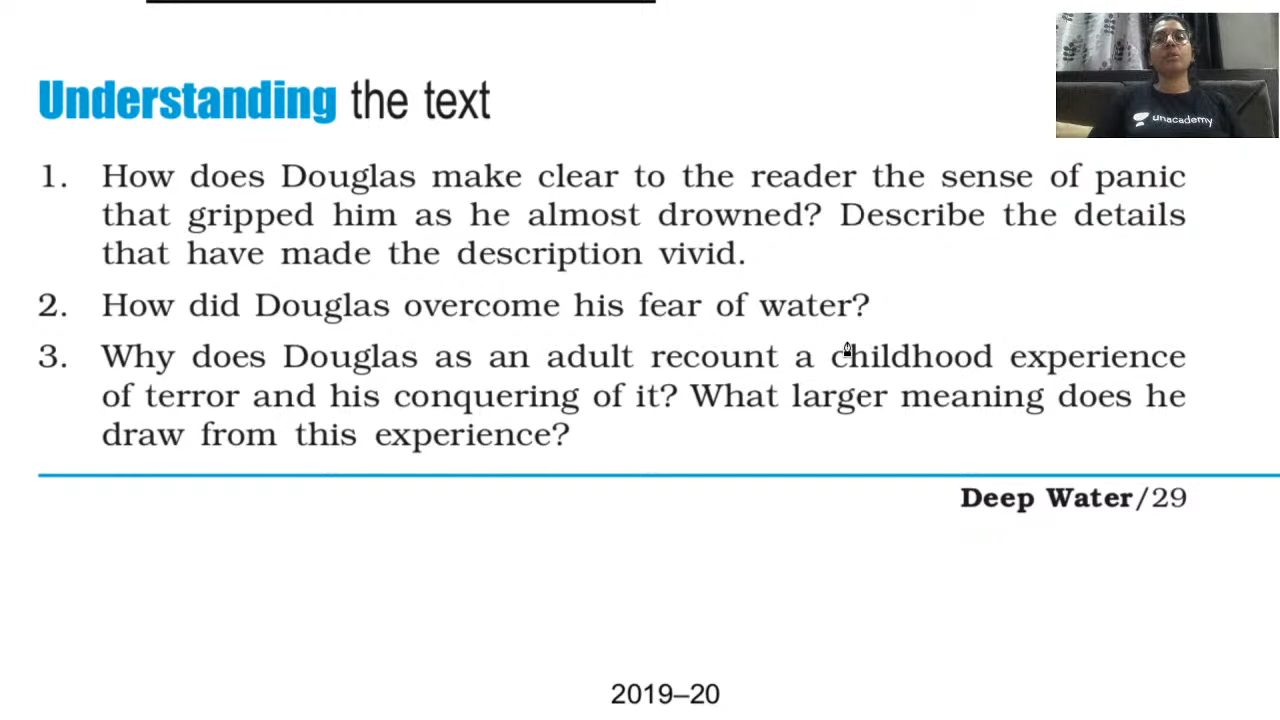 unacademy
Understanding the text
1. How does Douglas make clear to the reader the sense of panic
that gripped him as he almost drowned? Describe the details
that have made the description vivid.
2. How did Douglas overcome his fear of water?
3. Why does Douglas as an adult recount a childhood experience
of terror and his conquering of it? What larger meaning does he
draw from this experience?
Deep Water/29
2019–20